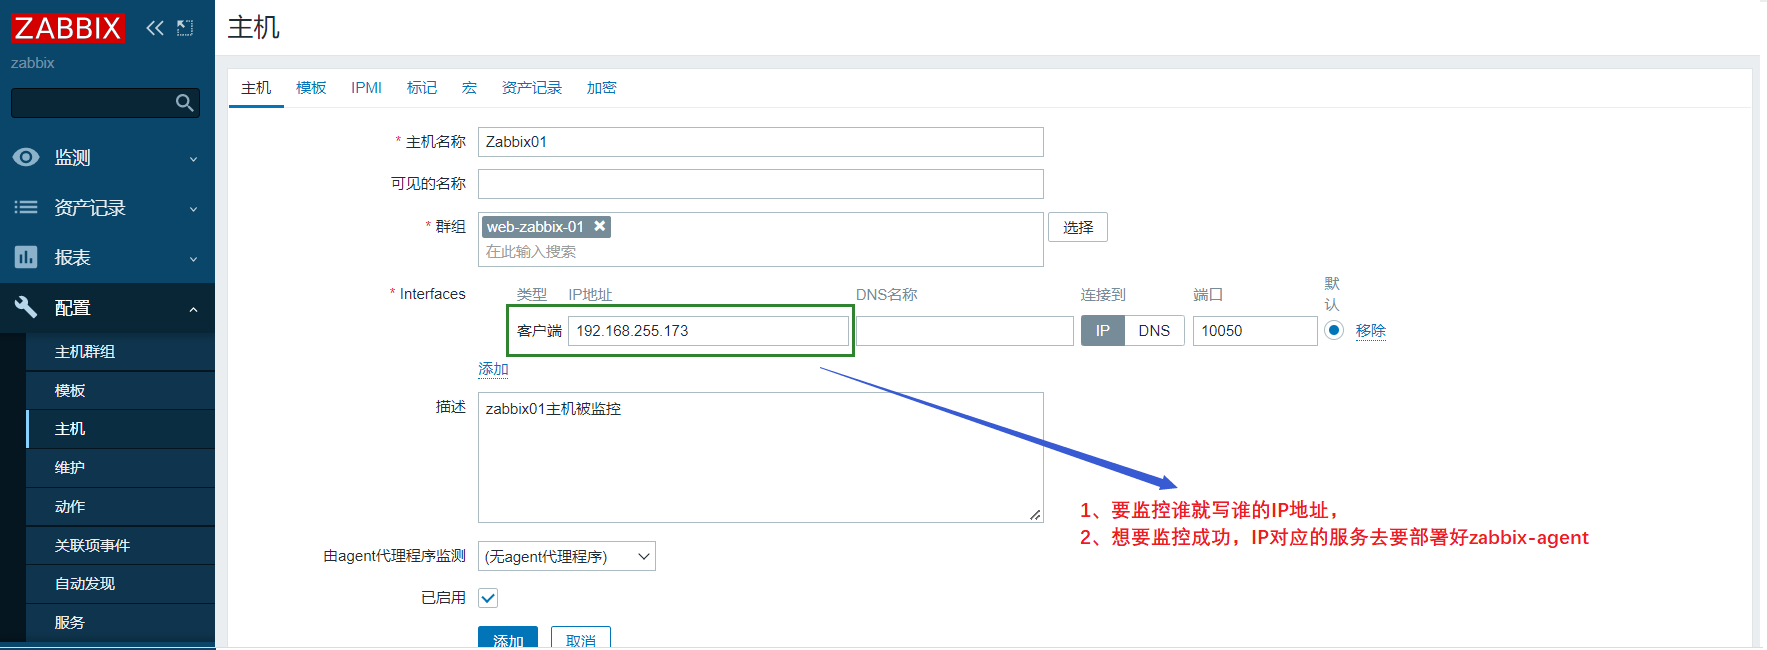 ZABBIX
zabbix
监测
资产记录
报表
配置
主机群组
模板
主机
维护
动作
关联项事件
自动发现
服务
主机
主机 模板 IPMI 标记 宏 资产记录 加密
* 主机名称 Zabbix01
可见的名称
* 群组 web-zabbix-01 选择
在此输入搜索
* Interfaces 类型 IP地址 DNS名称 连接到 端口 默认
客户端 192.168.255.173 IP DNS 10050 移除
添加
描述 zabbix01主机被监控
1、要监控谁就写谁的IP地址，
2、想要监控成功，IP对应的服务去要部署好zabbix-agent
由agent代理程序监测 (无agent代理程序)
已启用
添加 取消